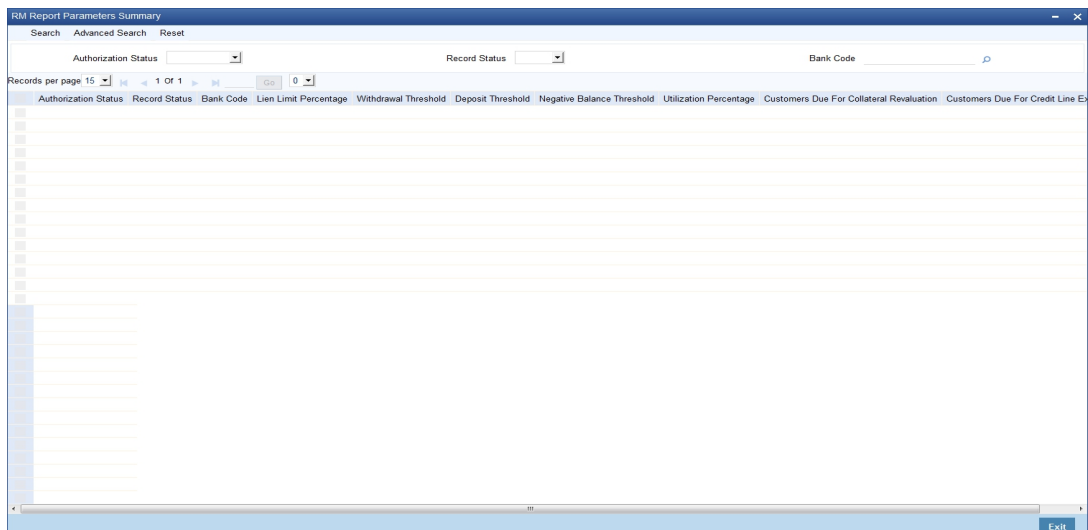 RM Report Parameters Summary
Search Advanced Search Reset
Authorization Status Record Status Bank Code
Records per page 15 1 Of 1 Go 0
Authorization Status Record Status Bank Code Lien Limit Percentage Withdrawal Threshold Deposit Threshold Negative Balance Threshold Utilization Percentage Customers Due For Collateral Revaluation Customers Due For Credit Line Ex
Exit